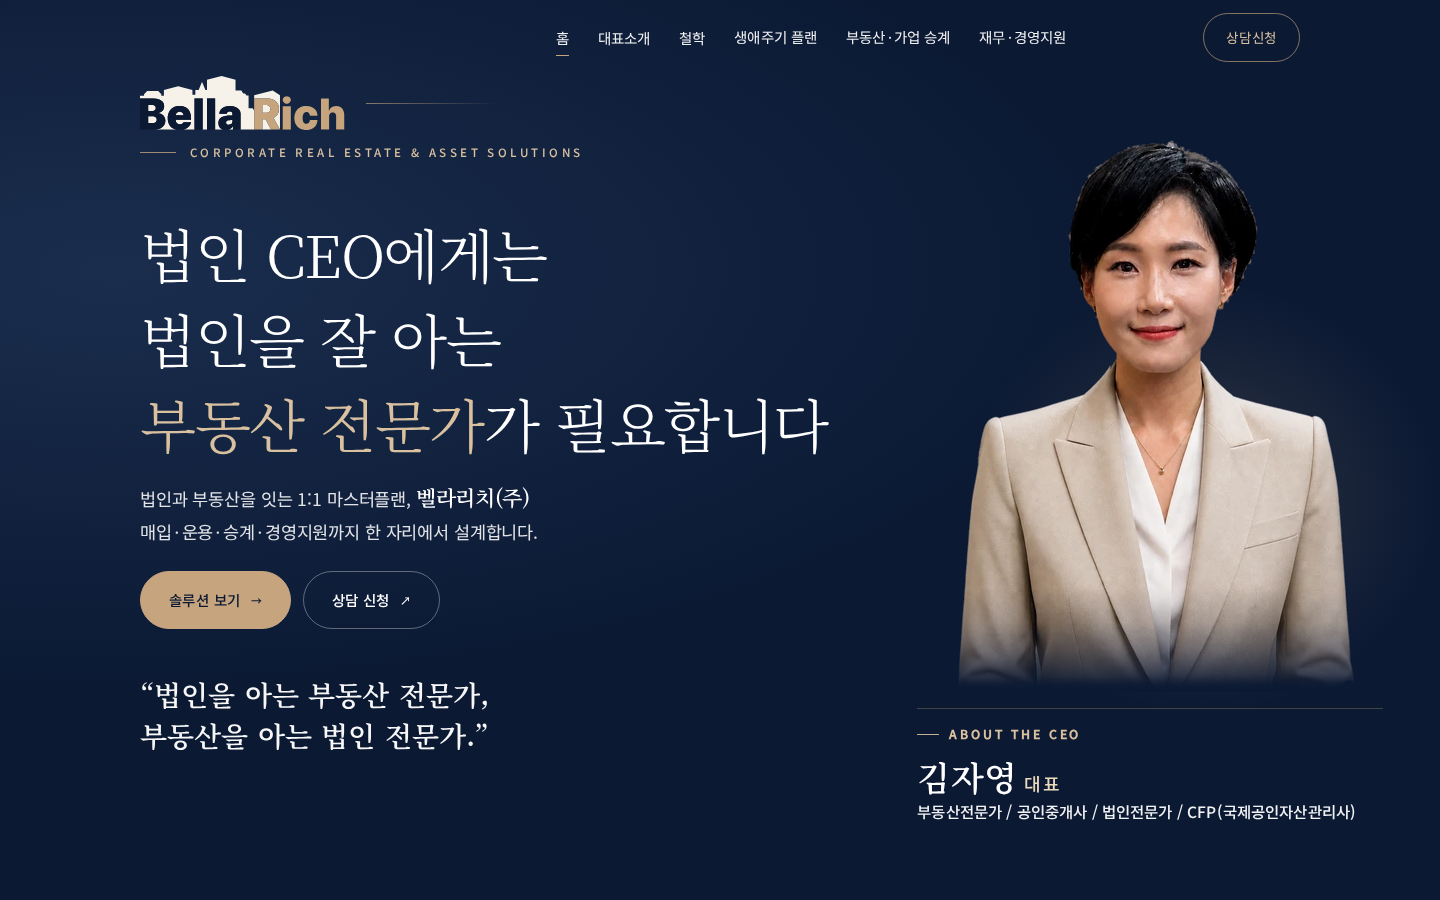 홈 대표소개 철학 생애주기 플랜 부동산·가업 승계 재무·경영지원 상담신청
Bella Rich
CORPORATE REAL ESTATE & ASSET SOLUTIONS
법인 CEO에게는
법인을 잘 아는
부동산 전문가가 필요합니다
법인과 부동산을 잇는 1:1 마스터플랜, 벨라리치(주)
매입·운용·승계·경영지원까지 한 자리에서 설계합니다.
솔루션 보기 → 상담 신청 ↗
“법인을 아는 부동산 전문가,
부동산을 아는 법인 전문가.”
ABOUT THE CEO
김자영 대표
부동산전문가 / 공인중개사 / 법인전문가 / CFP(국제공인자산관리사)